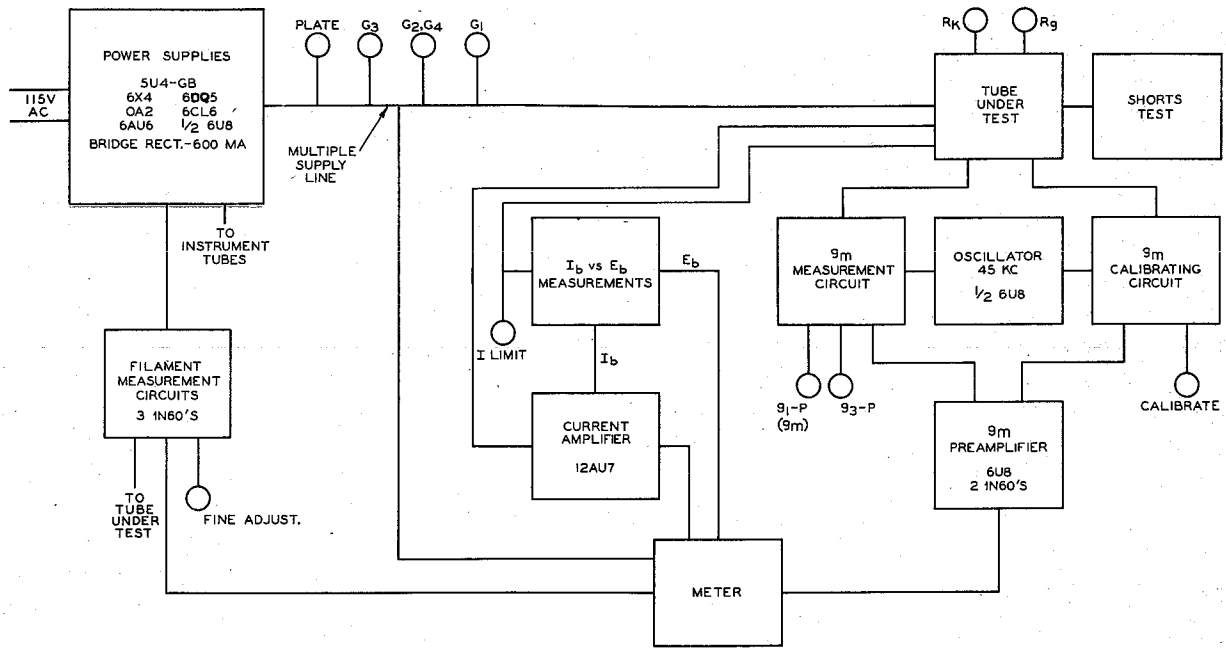 POWER SUPPLIES
5U4-GB
6X4 6DQ5
OA2 6CL6
6AU6 1/2 6U8
BRIDGE RECT.-600 MA
115V
AC
PLATE
G3
G2,G4
G1
MULTIPLE
SUPPLY
LINE
TO
INSTRUMENT
TUBES
RK
Rg
TUBE
UNDER
TEST
SHORTS
TEST
Ib vs Eb
MEASUREMENTS
Eb
I LIMIT
Ib
gm
MEASUREMENT
CIRCUIT
OSCILLATOR
45 KC
1/2 6U8
gm
CALIBRATING
CIRCUIT
FILAMENT
MEASUREMENT
CIRCUITS
3 1N60'S
g1-P
(gm)
g3-P
CALIBRATE
CURRENT
AMPLIFIER
12AU7
gm
PREAMPLIFIER
6U8
2 1N60'S
TO
TUBE
UNDER
TEST
FINE ADJUST.
METER